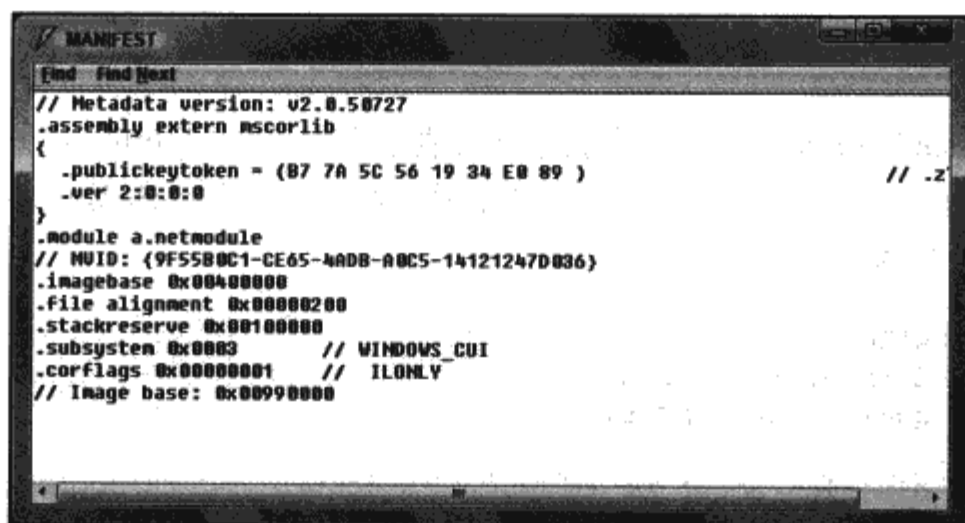 MANIFEST
Find Find Next
// Metadata version: v2.0.50727
.assembly extern mscorlib
{
  .publickeytoken = (B7 7A 5C 56 19 34 E0 89 ) // .z
  .ver 2:0:0:0
}
.module a.netmodule
// MVID: {9F55B0C1-CE65-4ADB-A0C5-14121247D036}
.imagebase 0x00400000
.file alignment 0x00000200
.stackreserve 0x00100000
.subsystem 0x0003 // WINDOWS_CUI
.corflags 0x00000001 // ILONLY
// Image base: 0x00990000